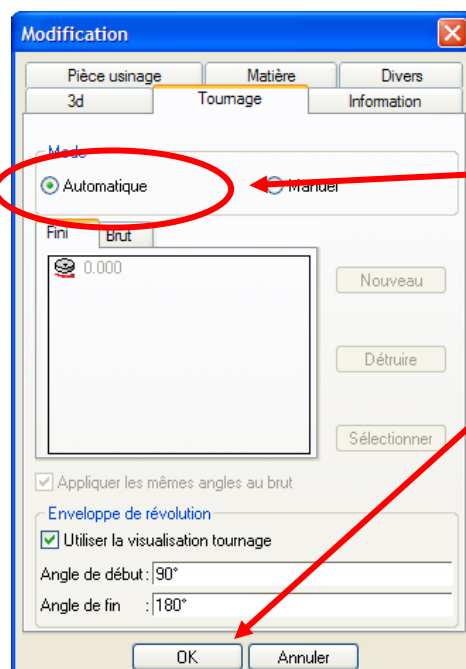 Modification
Pièce usinage Matière Divers
3d Tournage Information
Mode
Automatique Manuel
Fini Brut
0.000
Nouveau
Détruire
Sélectionner
Appliquer les mêmes angles au brut
Enveloppe de révolution
Utiliser la visualisation tournage
Angle de début : 90°
Angle de fin : 180°
OK Annuler